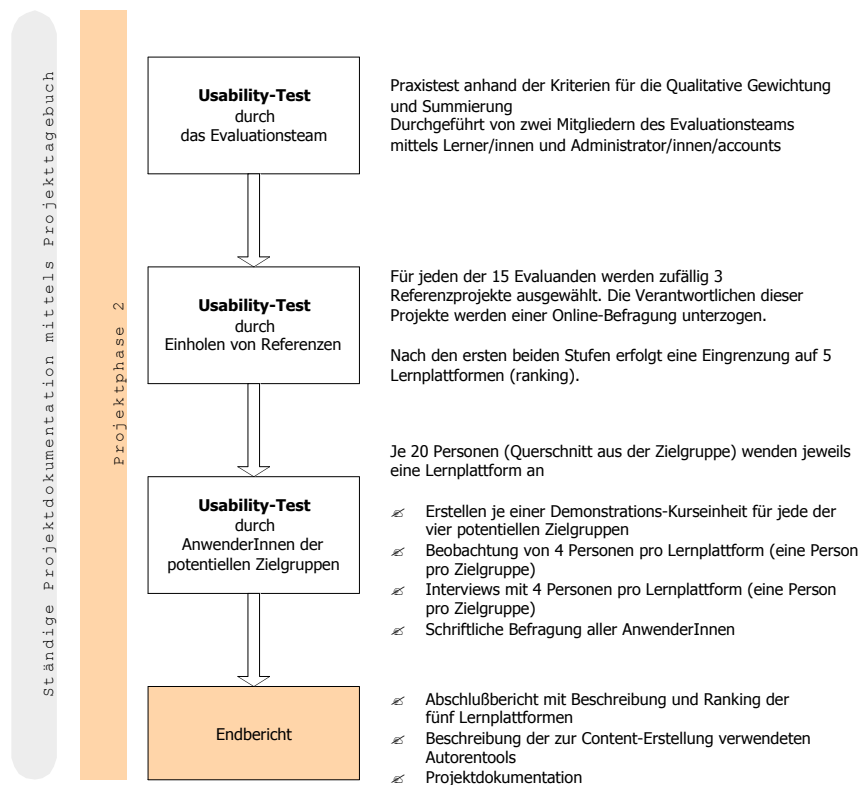 Ständige Projektdokumentation mittels Projekttagebuch
Projektphase 2
Usability-Test
durch
das Evaluationsteam
Praxistest anhand der Kriterien für die Qualitative Gewichtung
und Summierung
Durchgeführt von zwei Mitgliedern des Evaluationsteams
mittels Lerner/innen und Administrator/innen/accounts
Usability-Test
durch
Einholen von Referenzen
Für jeden der 15 Evaluanden werden zufällig 3
Referenzprojekte ausgewählt. Die Verantwortlichen dieser
Projekte werden einer Online-Befragung unterzogen.
Nach den ersten beiden Stufen erfolgt eine Eingrenzung auf 5
Lernplattformen (ranking).
Usability-Test
durch
AnwenderInnen der
potentiellen Zielgruppen
Je 20 Personen (Querschnitt aus der Zielgruppe) wenden jeweils
eine Lernplattform an
Erstellen je einer Demonstrations-Kurseinheit für jede der
vier potentiellen Zielgruppen
Beobachtung von 4 Personen pro Lernplattform (eine Person
pro Zielgruppe)
Interviews mit 4 Personen pro Lernplattform (eine Person
pro Zielgruppe)
Schriftliche Befragung aller AnwenderInnen
Endbericht
Abschlußbericht mit Beschreibung und Ranking der
fünf Lernplattformen
Beschreibung der zur Content-Erstellung verwendeten
Autorentools
Projektdokumentation